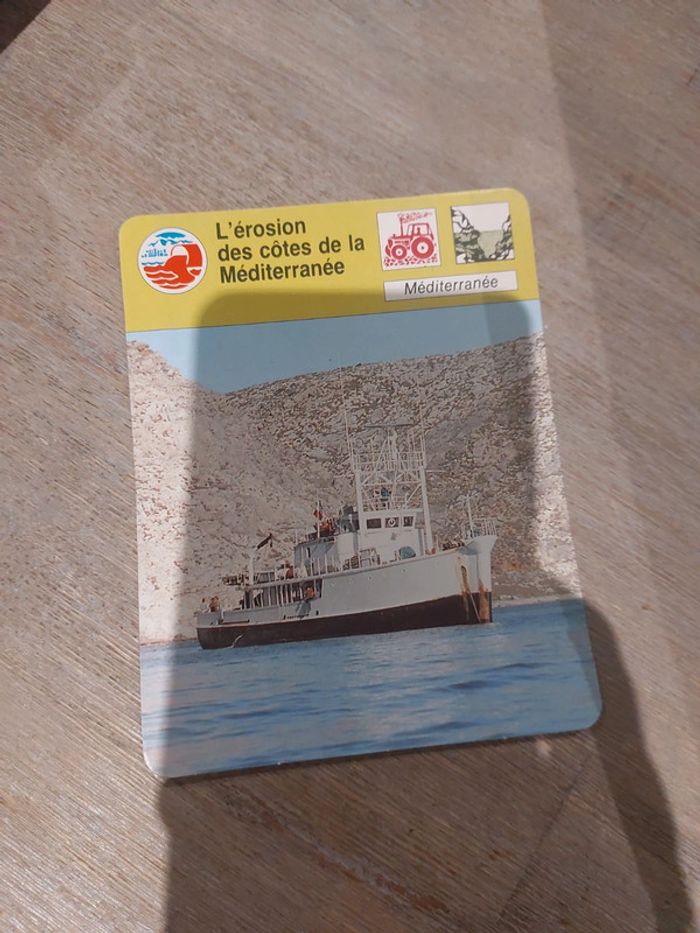 L'érosion
des côtes de la
Méditerranée
Méditerranée